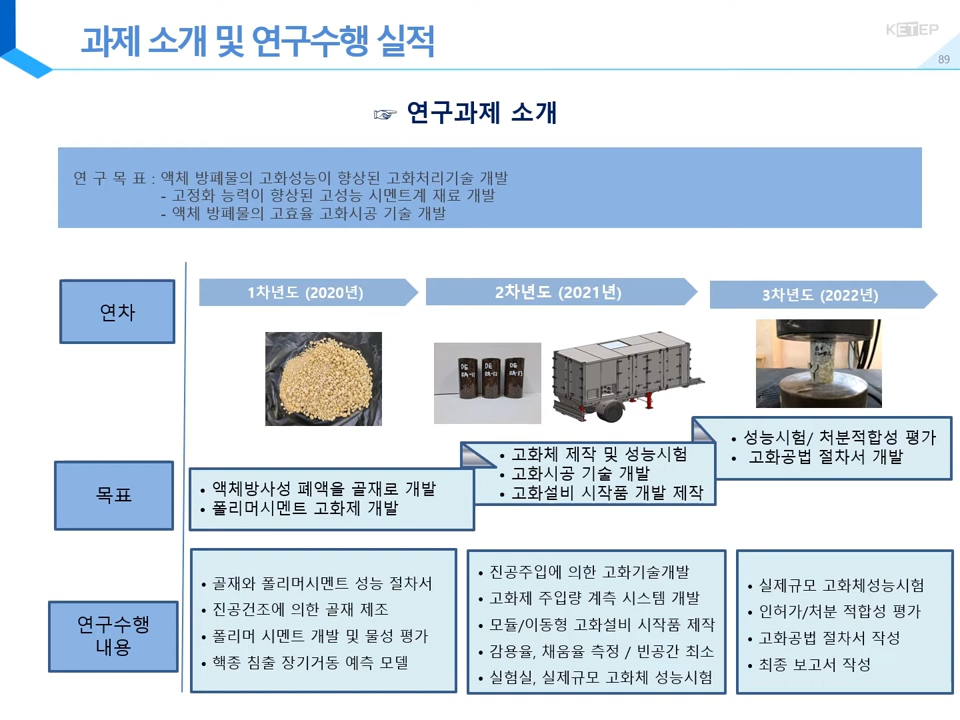 과제 소개 및 연구수행 실적
KETEP
89
☞ 연구과제 소개
연 구 목 표 : 액체 방폐물의 고화성능이 향상된 고화처리기술 개발
- 고정화 능력이 향상된 고성능 시멘트계 재료 개발
- 액체 방폐물의 고효율 고화시공 기술 개발
연차
1차년도 (2020년)
2차년도 (2021년)
3차년도 (2022년)
목표
• 액체방사성 폐액을 골재로 개발
• 폴리머시멘트 고화제 개발
• 고화체 제작 및 성능시험
• 고화시공 기술 개발
• 고화설비 시작품 개발 제작
• 성능시험/ 처분적합성 평가
• 고화공법 절차서 개발
연구수행
내용
• 골재와 폴리머시멘트 성능 절차서
• 진공건조에 의한 골재 제조
• 폴리머 시멘트 개발 및 물성 평가
• 핵종 침출 장기거동 예측 모델
• 진공주입에 의한 고화기술개발
• 고화제 주입량 계측 시스템 개발
• 모듈/이동형 고화설비 시작품 제작
• 감용율, 채움율 측정 / 빈공간 최소
• 실험실, 실제규모 고화체 성능시험
• 실제규모 고화체성능시험
• 인허가/처분 적합성 평가
• 고화공법 절차서 작성
• 최종 보고서 작성